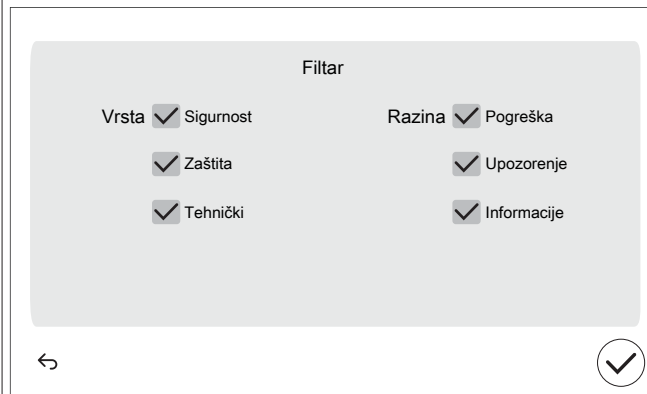 Filtar
Vrsta Sigurnost Razina Pogreška
Zaštita Upozorenje
Tehnički Informacije